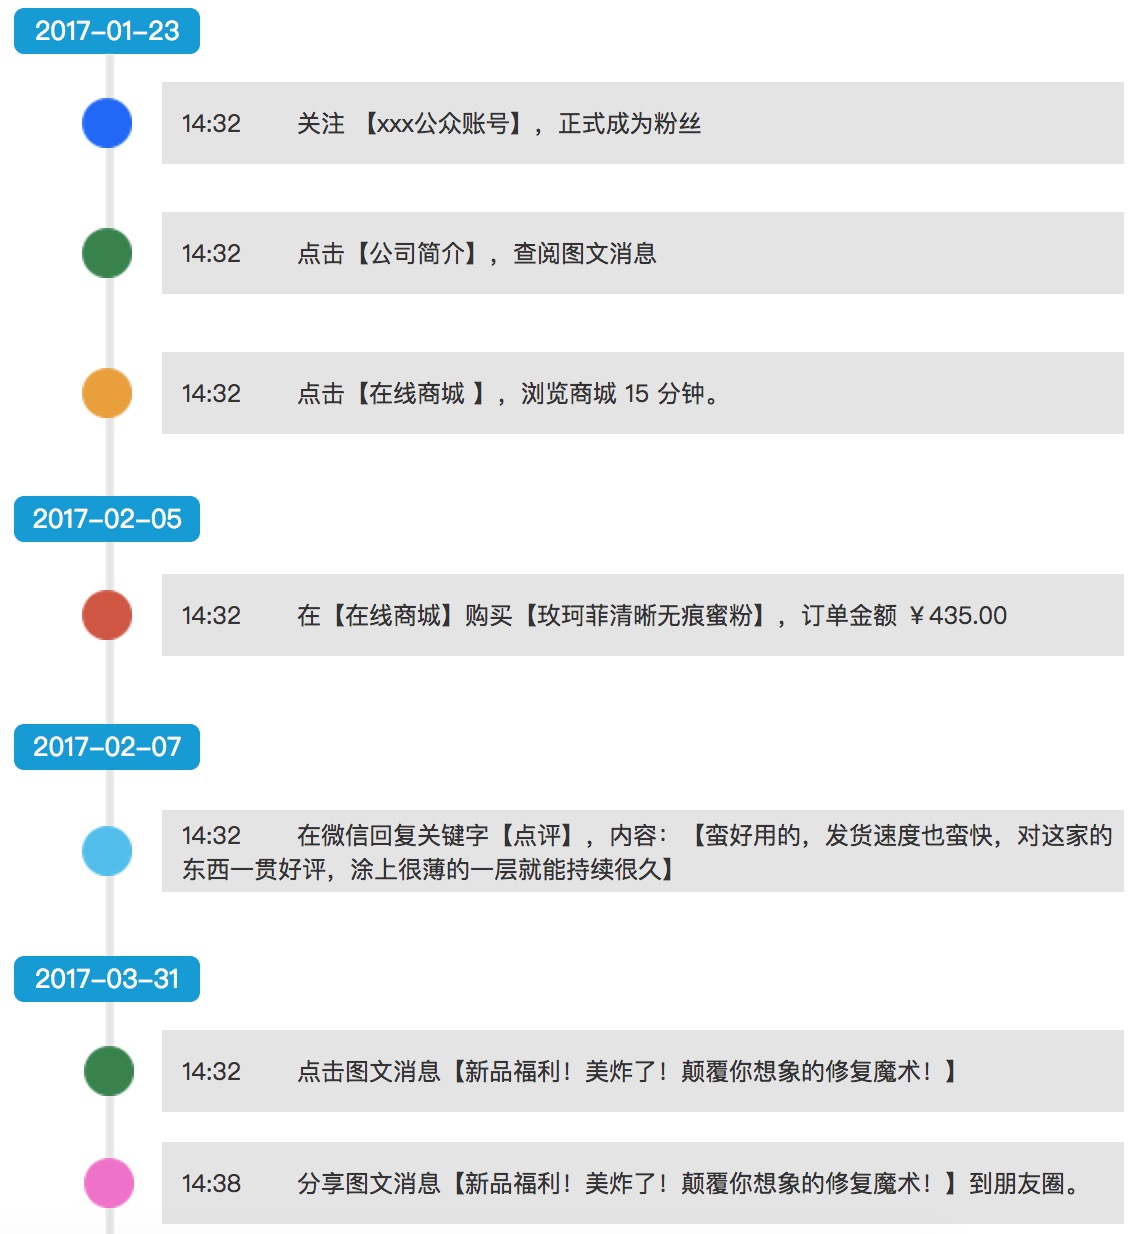 2017-01-23
14:32 关注 【xxx公众账号】，正式成为粉丝
14:32 点击【公司简介】，查阅图文消息
14:32 点击【在线商城 】，浏览商城 15 分钟。
2017-02-05
14:32 在【在线商城】购买【玫珂菲清晰无痕蜜粉】，订单金额 ￥435.00
2017-02-07
14:32 在微信回复关键字【点评】，内容：【蛮好用的，发货速度也蛮快，对这家的
东西一贯好评，涂上很薄的一层就能持续很久】
2017-03-31
14:32 点击图文消息【新品福利！美炸了！颠覆你想象的修复魔术！】
14:38 分享图文消息【新品福利！美炸了！颠覆你想象的修复魔术！】到朋友圈。